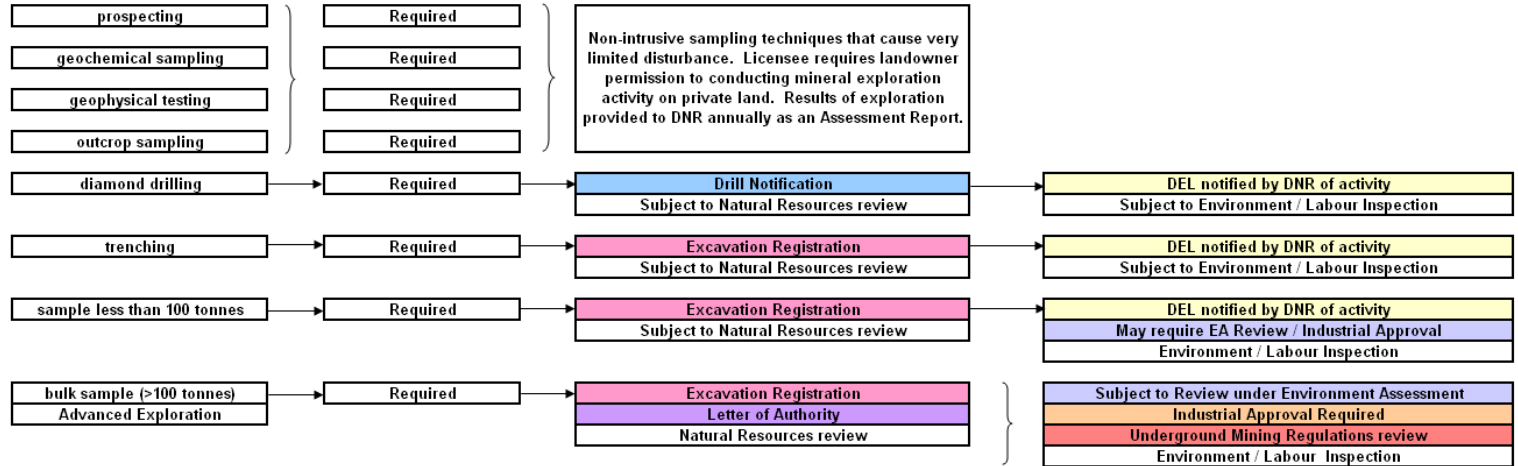 prospecting
Required
geochemical sampling
Required
geophysical testing
Required
outcrop sampling
Required
Non-intrusive sampling techniques that cause very
limited disturbance. Licensee requires landowner
permission to conducting mineral exploration
activity on private land. Results of exploration
provided to DNR annually as an Assessment Report.
diamond drilling
Required
Drill Notification
Subject to Natural Resources review
DEL notified by DNR of activity
Subject to Environment / Labour Inspection
trenching
Required
Excavation Registration
Subject to Natural Resources review
DEL notified by DNR of activity
Subject to Environment / Labour Inspection
sample less than 100 tonnes
Required
Excavation Registration
Subject to Natural Resources review
DEL notified by DNR of activity
May require EA Review / Industrial Approval
Environment / Labour Inspection
bulk sample (>100 tonnes)
Advanced Exploration
Required
Excavation Registration
Letter of Authority
Natural Resources review
Subject to Review under Environment Assessment
Industrial Approval Required
Underground Mining Regulations review
Environment / Labour Inspection